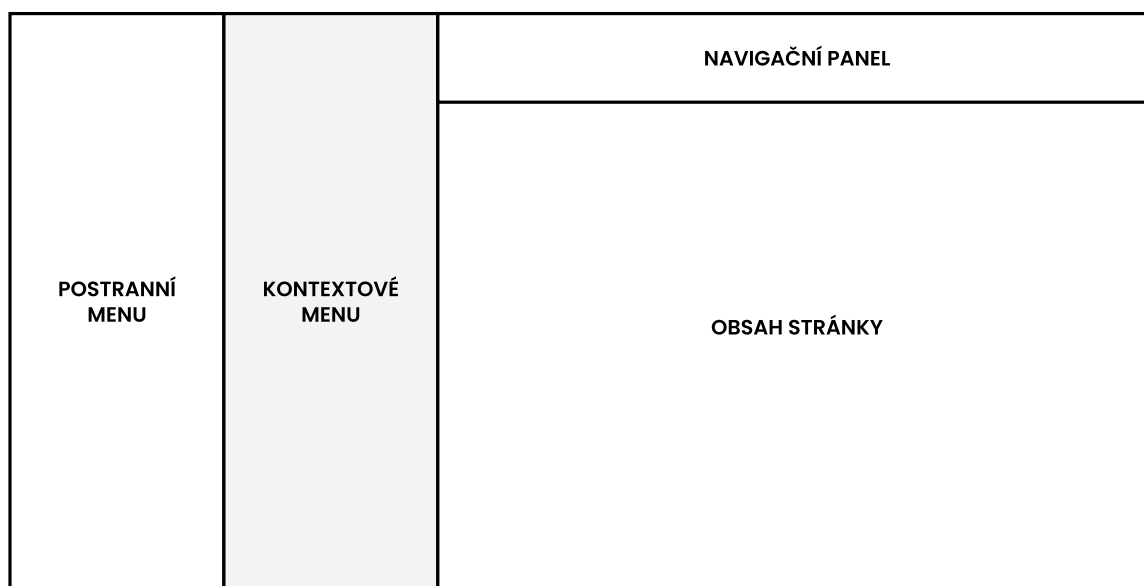 NAVIGAČNÍ PANEL
POSTRANNÍ
MENU
KONTEXTOVÉ
MENU
OBSAH STRÁNKY